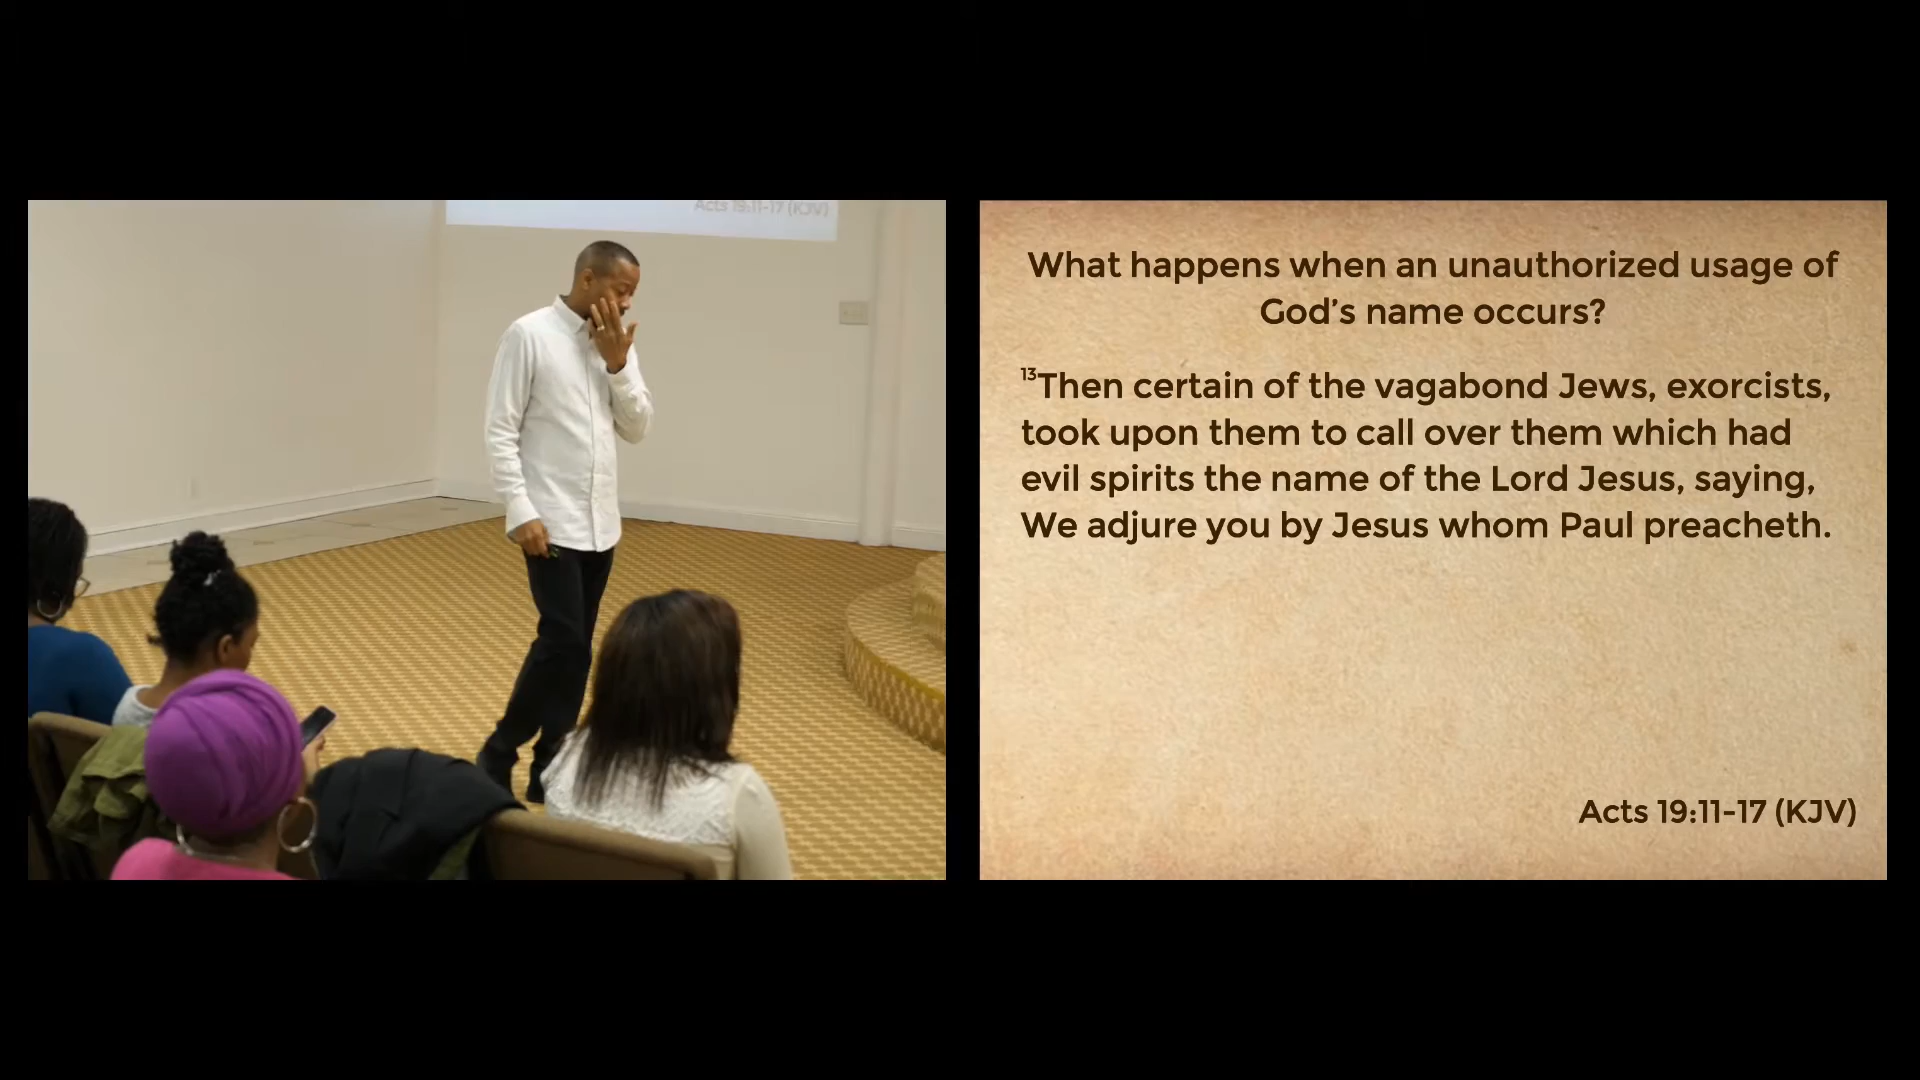 Acts 19:11-17 (KJV)
What happens when an unauthorized usage of
God’s name occurs?
13Then certain of the vagabond Jews, exorcists,
took upon them to call over them which had
evil spirits the name of the Lord Jesus, saying,
We adjure you by Jesus whom Paul preacheth.
Acts 19:11-17 (KJV)